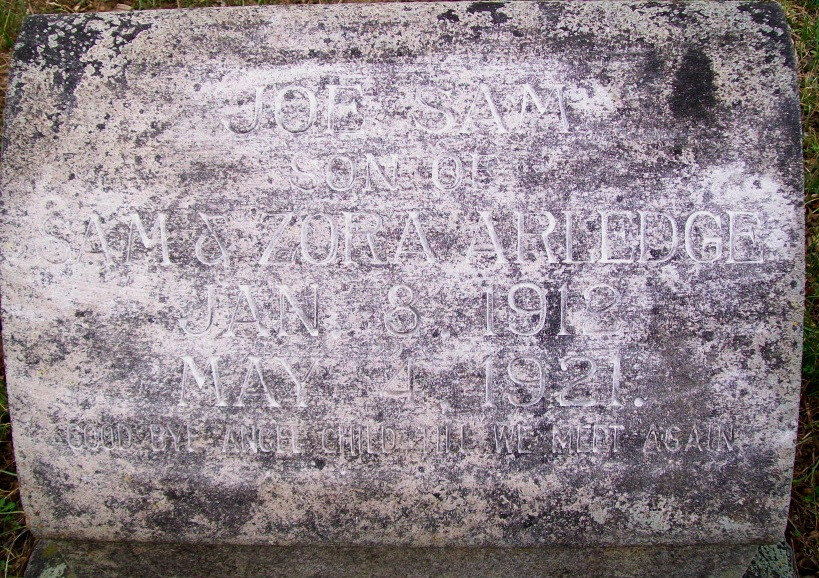 JOE SAM
SON OF
SAM & ZORA ARLEDGE
JAN 8 1912
MAY 4 1921.
GOOD BYE ANGEL CHILD TILL WE MEET AGAIN